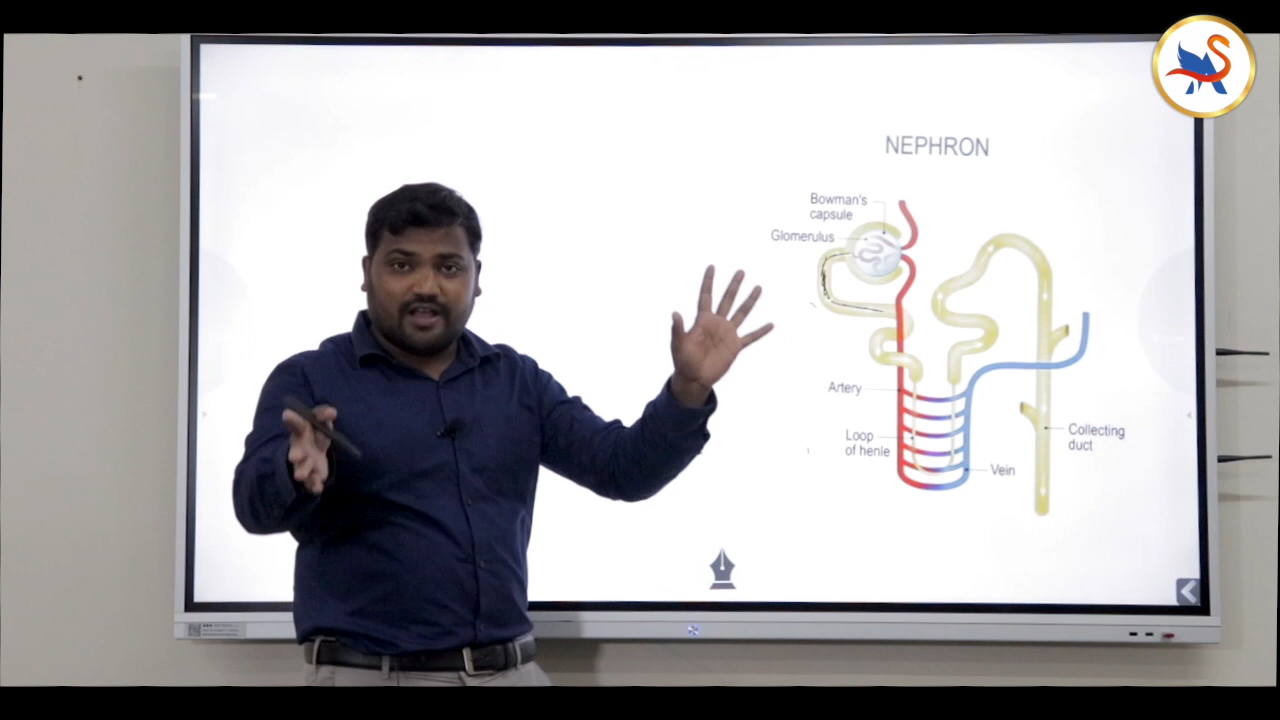 NEPHRON
Bowman's
capsule
Glomerulus
Artery
Loop
of henle
Vein
Collecting
duct